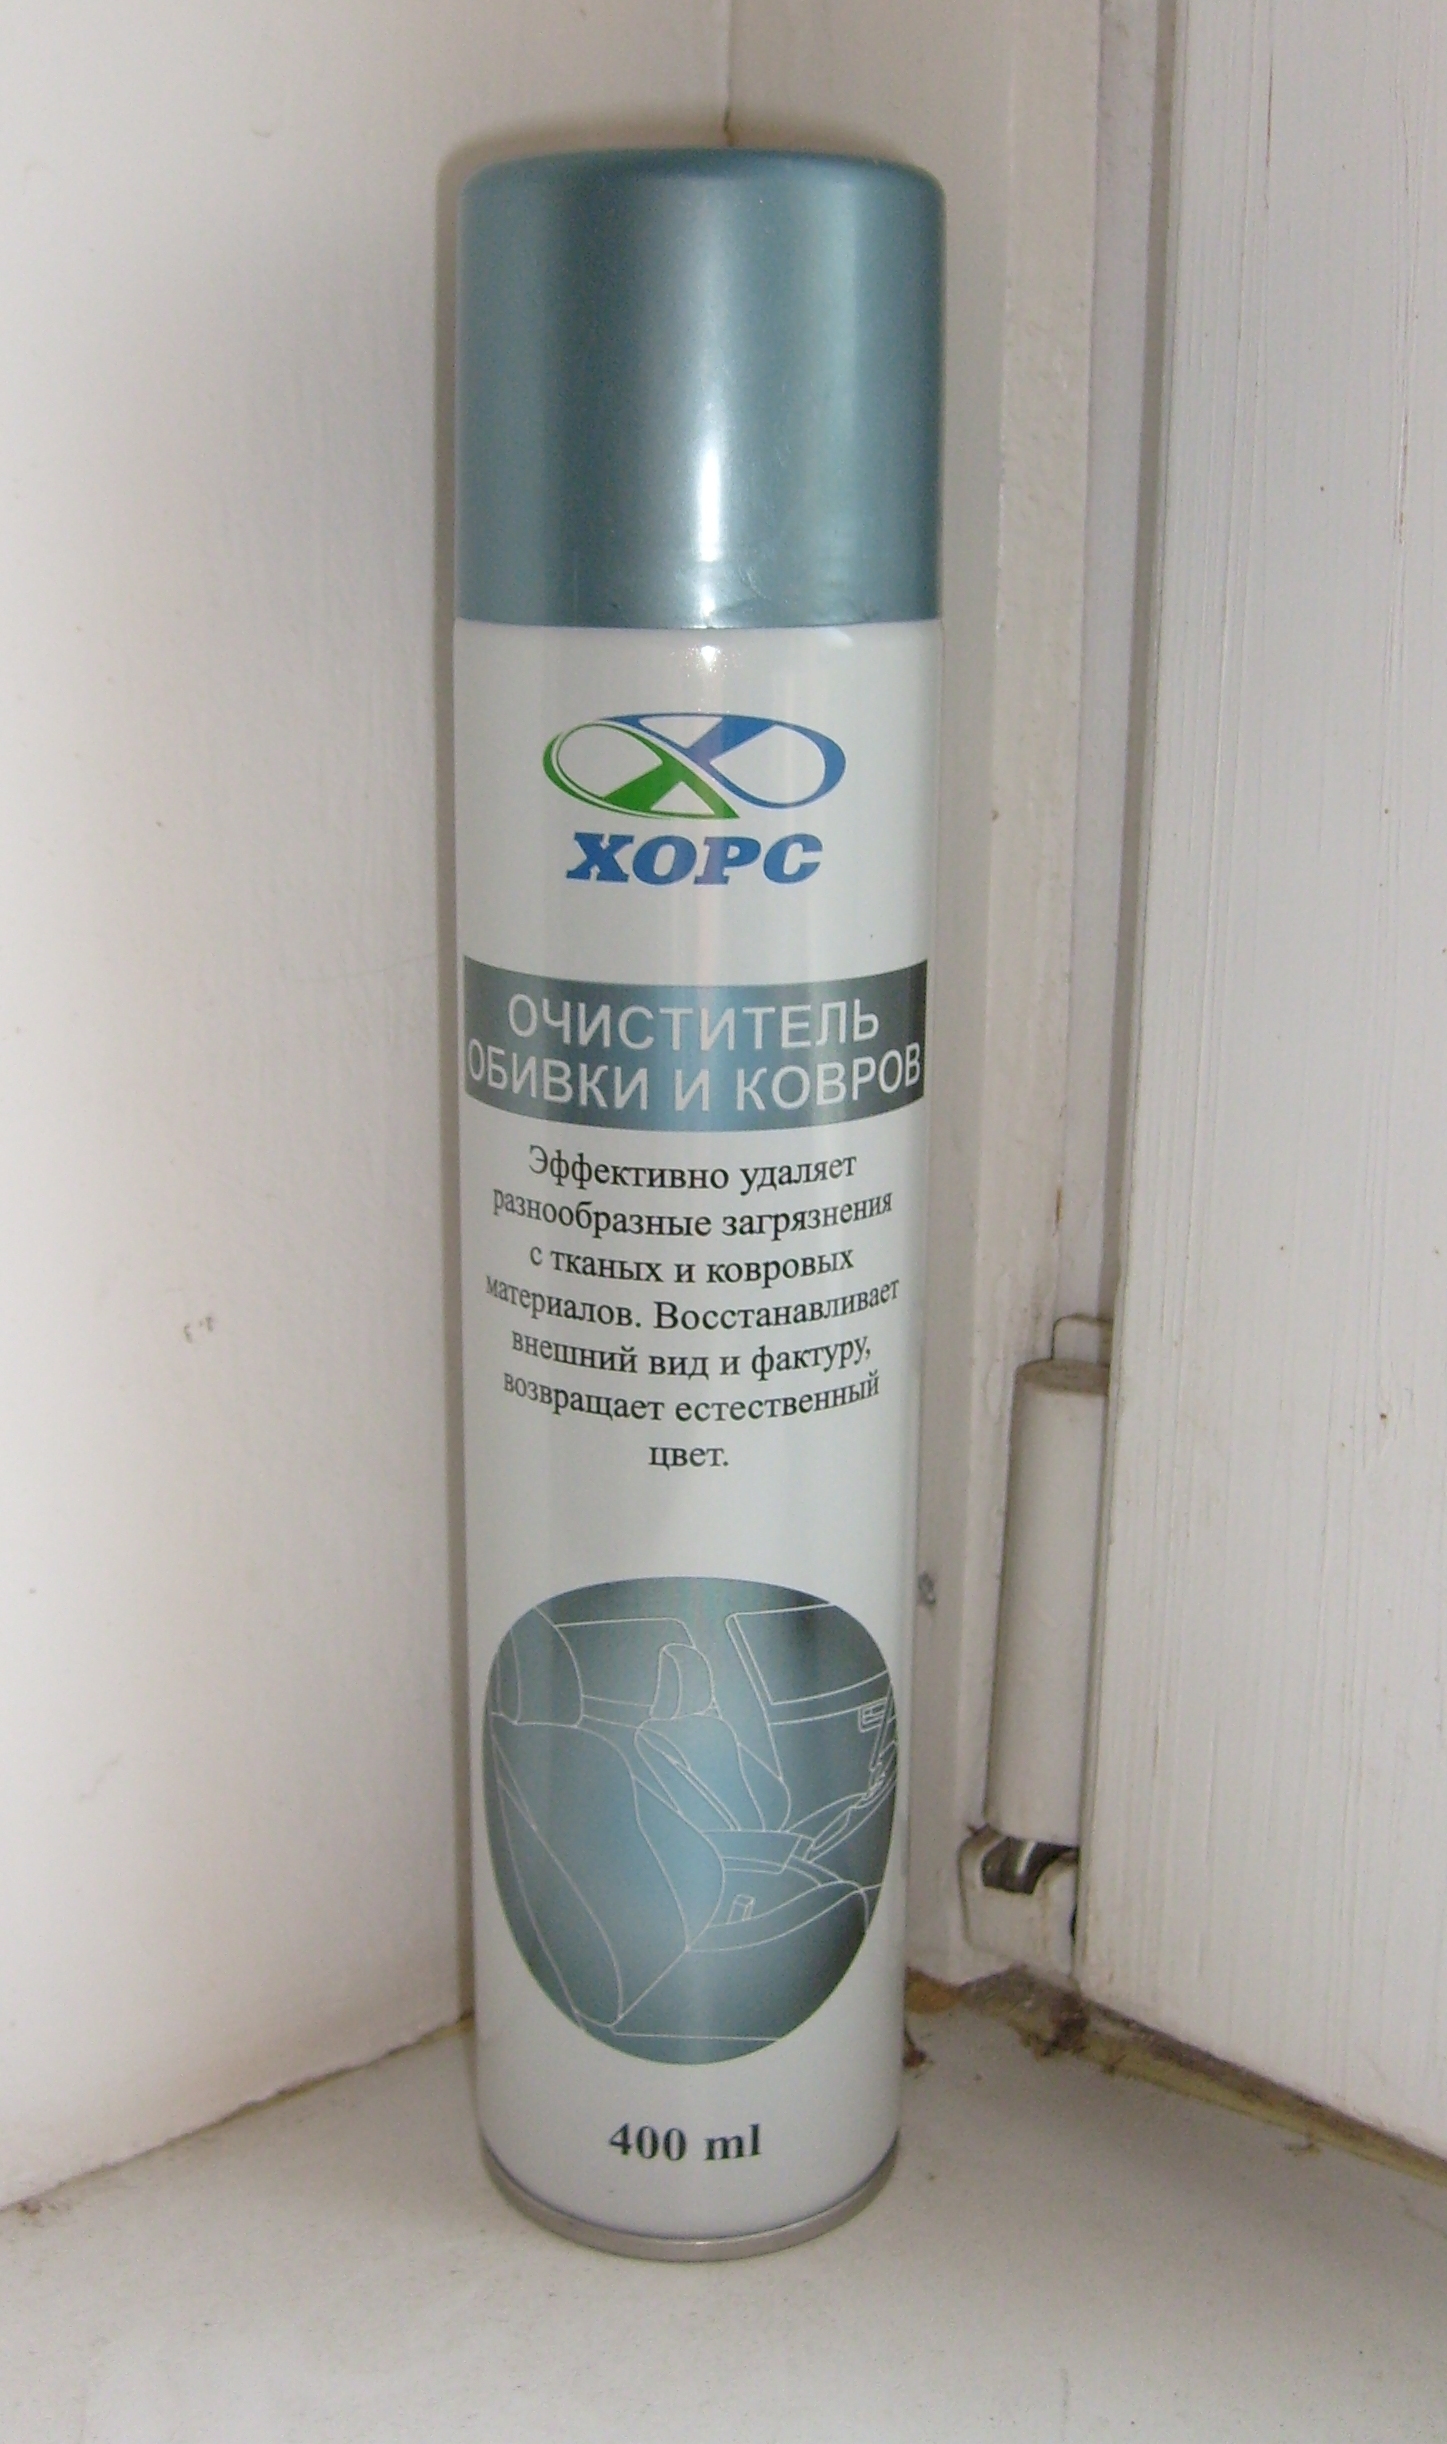 ХОРС
ОЧИСТИТЕЛЬ
ОБИВКИ И КОВРОВ
Эффективно удаляет
разнообразные загрязнения
с тканых и ковровых
материалов. Восстанавливает
внешний вид и фактуру,
возвращает естественный
цвет.
400 ml